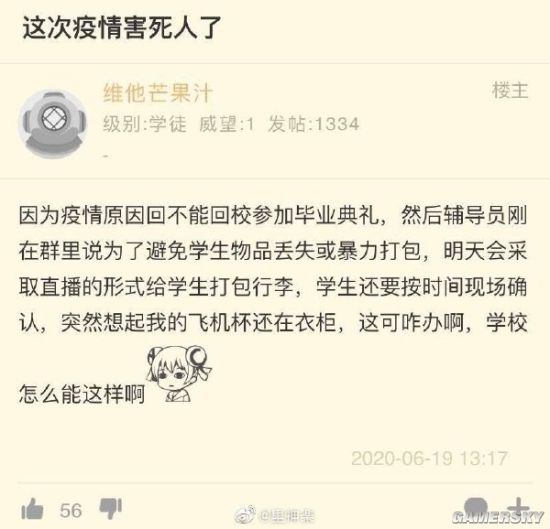 这次疫情害死人了
维他芒果汁
楼主
级别:学徒 威望:1 发帖:1334
-
因为疫情原因回不能回校参加毕业典礼，然后辅导员刚
在群里说为了避免学生物品丢失或暴力打包，明天会采
取直播的形式给学生打包行李，学生还要按时间现场确
认，突然想起我的飞机杯还在衣柜，这可咋办啊，学校
怎么能这样啊
2020-06-19 13:17
56
GAMERSKY